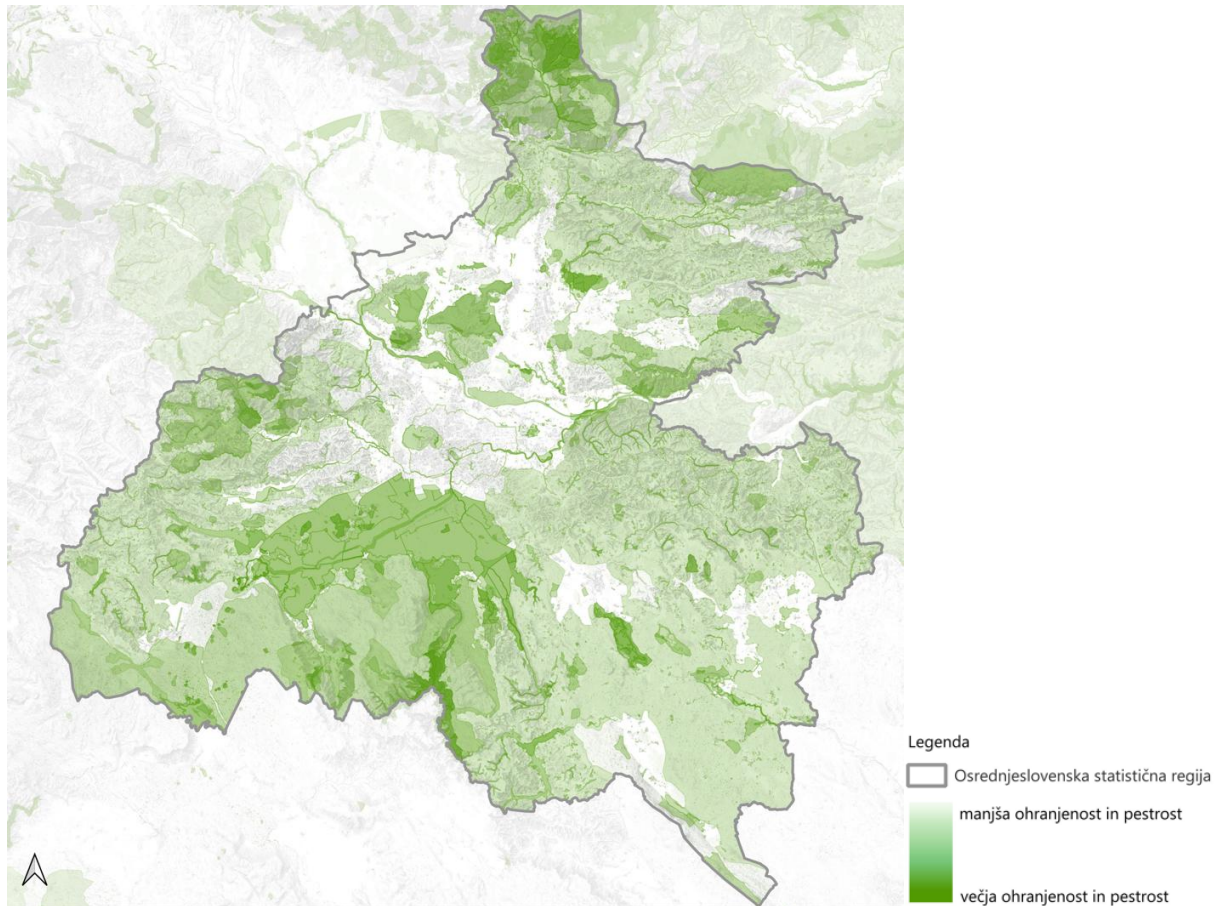 Legenda
Osrednjeslovenska statistična regija
manjša ohranjenost in pestrost
večja ohranjenost in pestrost